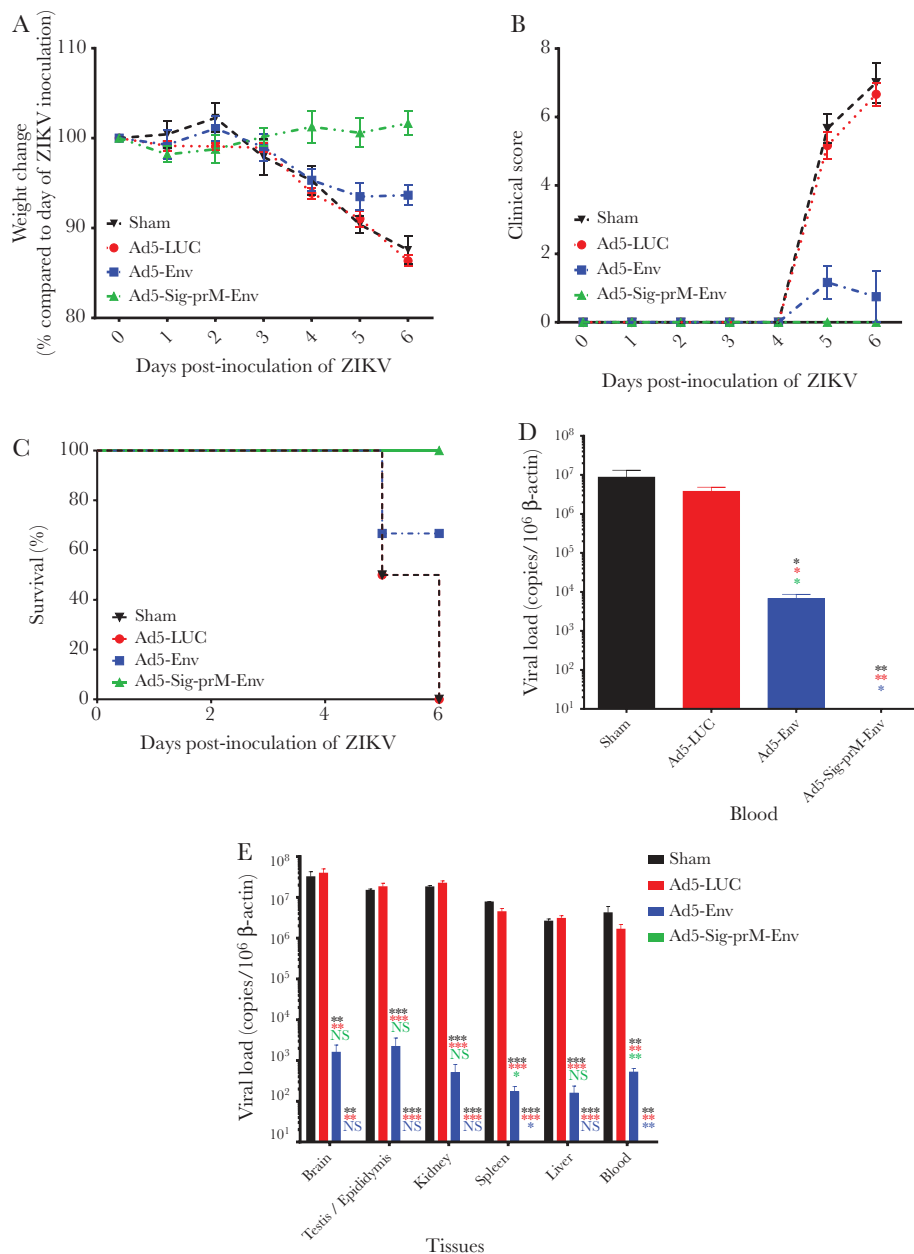 A
Weight change
(% compared to day of ZIKV inoculation)
110
100
90
80
Sham
Ad5-LUC
Ad5-Env
Ad5-Sig-prM-Env
0 1 2 3 4 5 6
Days post-inoculation of ZIKV
B
Clinical score
8
6
4
2
0
Sham
Ad5-LUC
Ad5-Env
Ad5-Sig-prM-Env
0 1 2 3 4 5 6
Days post-inoculation of ZIKV
C
Survival (%)
100
80
60
40
20
0
Sham
Ad5-LUC
Ad5-Env
Ad5-Sig-prM-Env
0 2 4 6
Days post-inoculation of ZIKV
D
Viral load (copies/10⁶ β-actin)
10⁸
10⁷
10⁶
10⁵
10⁴
10³
10²
10¹
*
*
*
**
**
*
Sham
Ad5-LUC
Ad5-Env
Ad5-Sig-prM-Env
Blood
E
Viral load (copies/10⁶ β-actin)
10⁸
10⁷
10⁶
10⁵
10⁴
10³
10²
10¹
Sham
Ad5-LUC
Ad5-Env
Ad5-Sig-prM-Env
**
**
NS
**
**
NS
***
***
NS
***
***
NS
***
***
NS
***
***
NS
***
***
*
***
***
*
***
***
NS
***
***
NS
**
**
**
**
**
**
Brain
Testis / Epididymis
Kidney
Spleen
Liver
Blood
Tissues